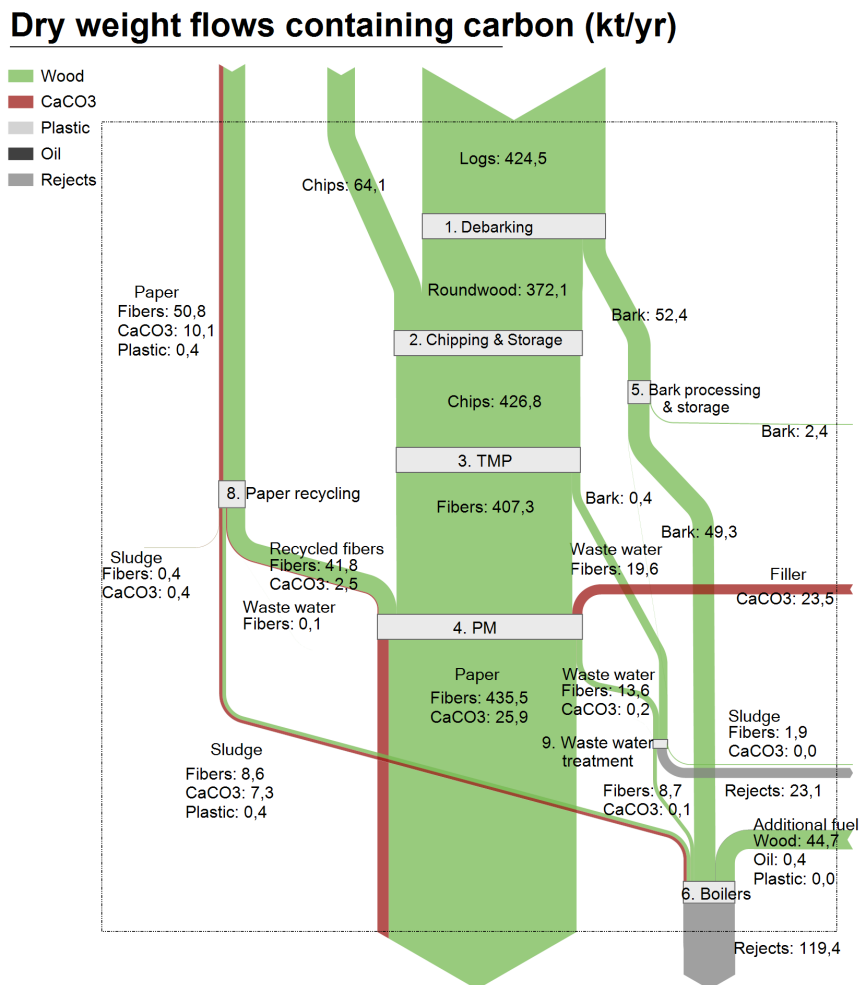 Dry weight flows containing carbon (kt/yr)
Wood
CaCO3
Plastic
Oil
Rejects
Logs: 424,5
Chips: 64,1
1. Debarking
Paper
Fibers: 50,8
CaCO3: 10,1
Plastic: 0,4
Roundwood: 372,1
Bark: 52,4
2. Chipping & Storage
5. Bark processing
& storage
Chips: 426,8
Bark: 2,4
3. TMP
8. Paper recycling
Fibers: 407,3
Bark: 0,4
Bark: 49,3
Sludge
Fibers: 0,4
CaCO3: 0,4
Recycled fibers
Fibers: 41,8
CaCO3: 2,5
Waste water
Fibers: 19,6
Filler
CaCO3: 23,5
Waste water
Fibers: 0,1
4. PM
Paper
Fibers: 435,5
CaCO3: 25,9
Waste water
Fibers: 13,6
CaCO3: 0,2
9. Waste water
treatment
Sludge
Fibers: 1,9
CaCO3: 0,0
Sludge
Fibers: 8,6
CaCO3: 7,3
Plastic: 0,4
Fibers: 8,7
CaCO3: 0,1
Rejects: 23,1
Additional fuel
Wood: 44,7
Oil: 0,4
Plastic: 0,0
6. Boilers
Rejects: 119,4